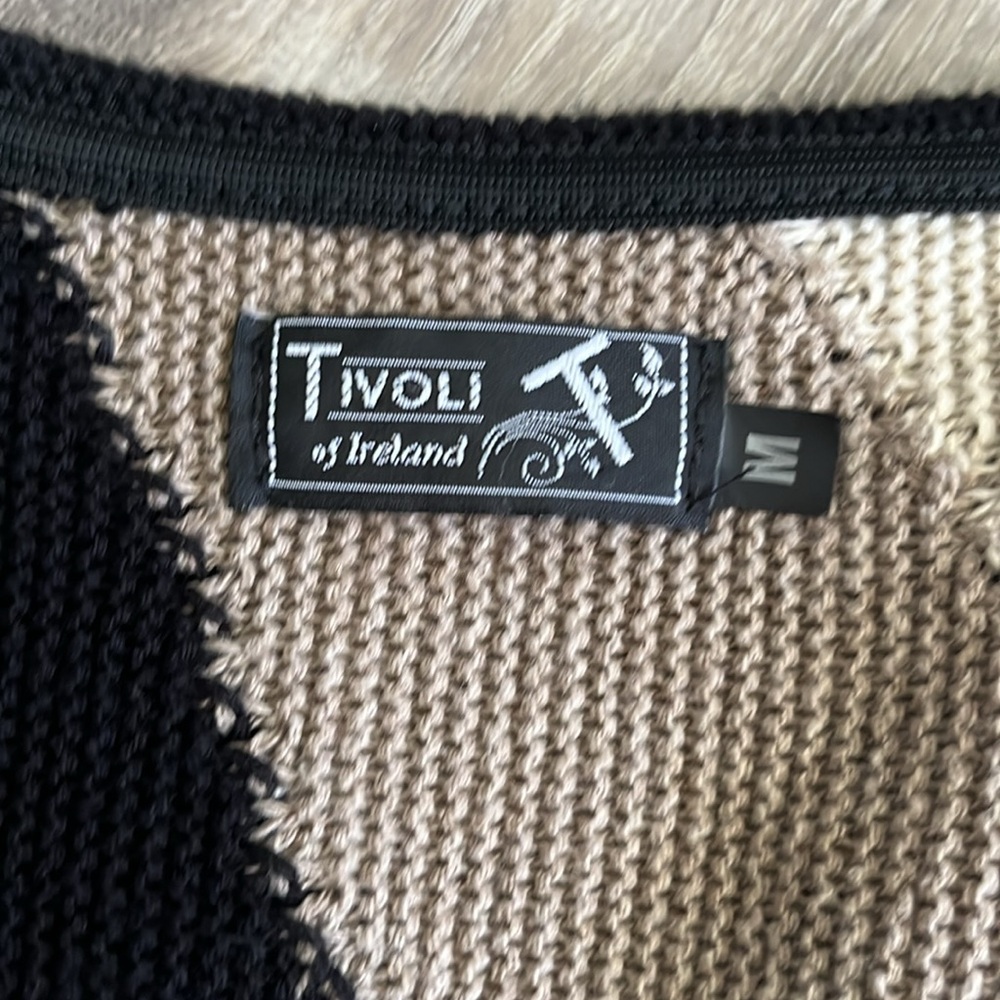 TIVOLI
of Ireland
M